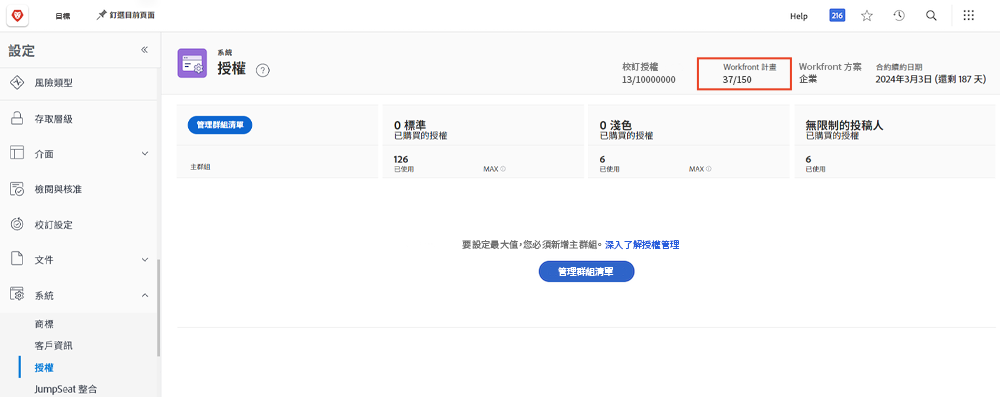 目標
釘選目前頁面
Help
216
設定
系統
授權
?
校訂授權
13/10000000
Workfront 計畫
37/150
Workfront 方案
企業
合約續約日期
2024年3月3日 (還剩 187 天)
風險類型
存取層級
介面
檢閱與核准
校訂設定
文件
系統
商標
客戶資訊
授權
JumpSeat 整合
管理群組清單
主群組
0 標準
已購買的授權
126
已使用
MAX
0 淺色
已購買的授權
6
已使用
MAX
無限制的投稿人
已購買的授權
6
已使用
要設定最大值,您必須新增主群組。 深入了解授權管理
管理群組清單